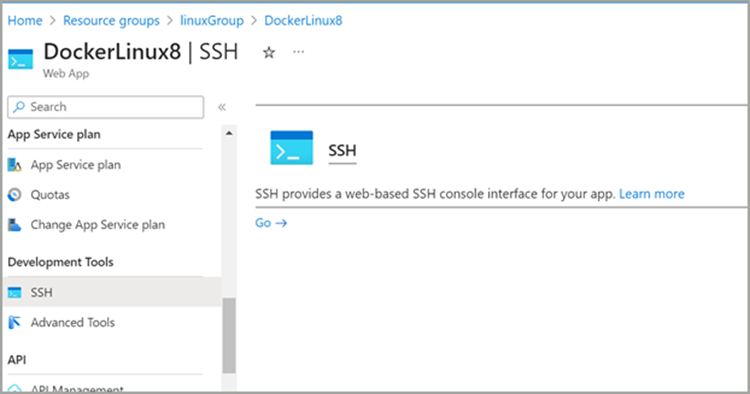 Home > Resource groups > linuxGroup > DockerLinux8
DockerLinux8 | SSH ☆ ...
Web App
Search «
App Service plan
App Service plan
Quotas
Change App Service plan
Development Tools
SSH
Advanced Tools
API
API Management
SSH
SSH provides a web-based SSH console interface for your app. Learn more
Go →